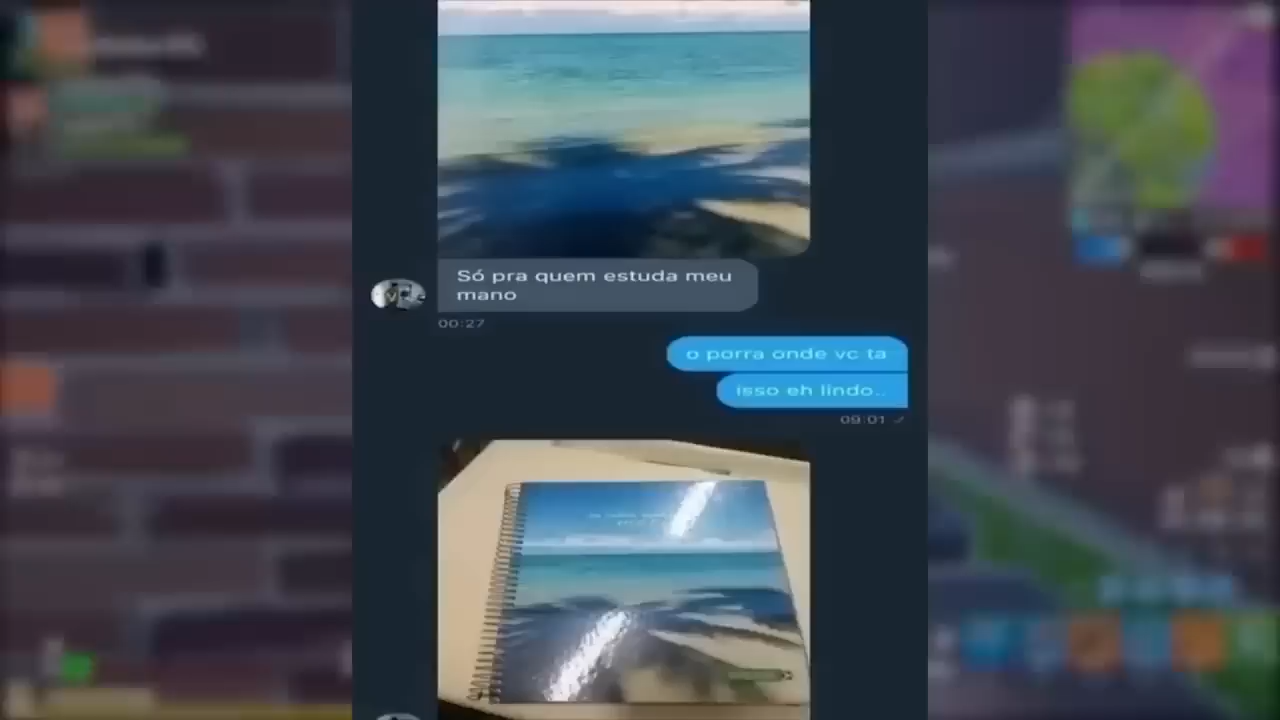 Só pra quem estuda meu
mano
00:27
o porra onde vc ta
isso eh lindo..
09:01